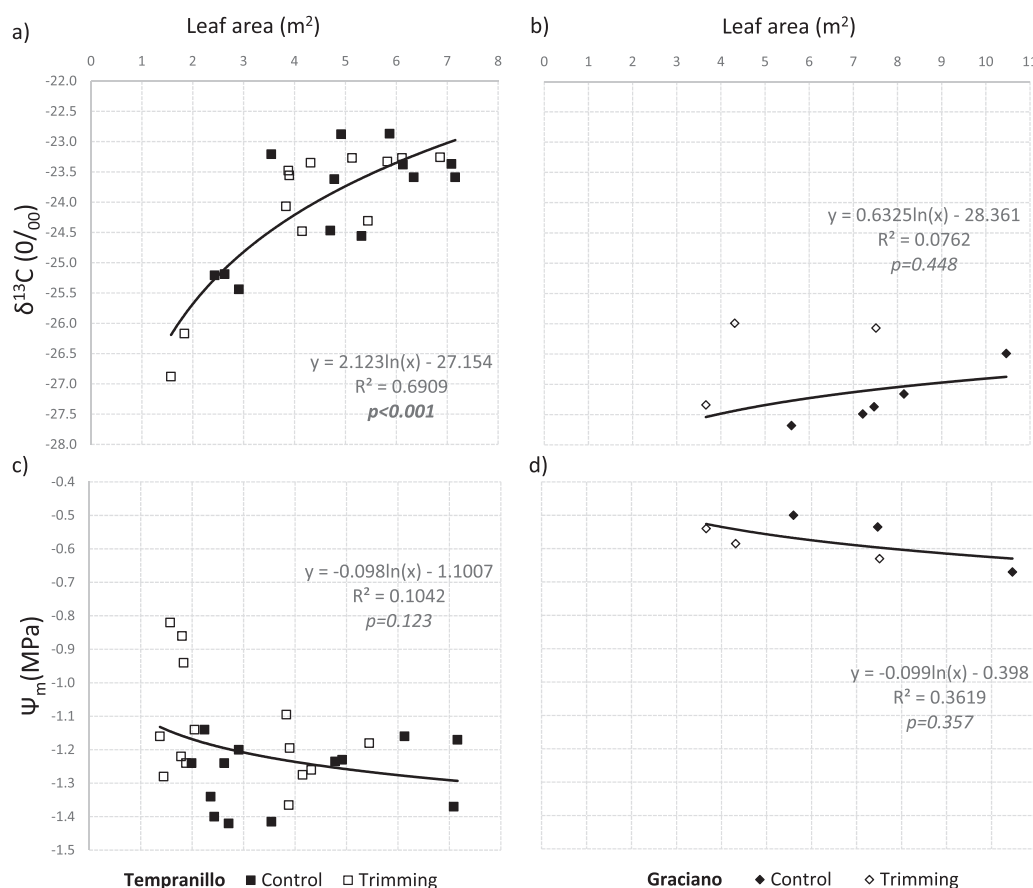 a)
Leaf area (m²)
0 1 2 3 4 5 6 7 8
-22.0
-22.5
-23.0
-23.5
-24.0
-24.5
-25.0
-25.5
-26.0
-26.5
-27.0
-27.5
-28.0
δ¹³C (0/₀₀)
y = 2.123ln(x) - 27.154
R² = 0.6909
p<0.001
b)
Leaf area (m²)
0 1 2 3 4 5 6 7 8 9 10 11
y = 0.6325ln(x) - 28.361
R² = 0.0762
p=0.448
c)
-0.4
-0.5
-0.6
-0.7
-0.8
-0.9
-1.0
-1.1
-1.2
-1.3
-1.4
-1.5
Ψₘ(MPa)
y = -0.098ln(x) - 1.1007
R² = 0.1042
p=0.123
d)
y = -0.099ln(x) - 0.398
R² = 0.3619
p=0.357
Tempranillo ■ Control □ Trimming
Graciano ◆ Control ◇ Trimming